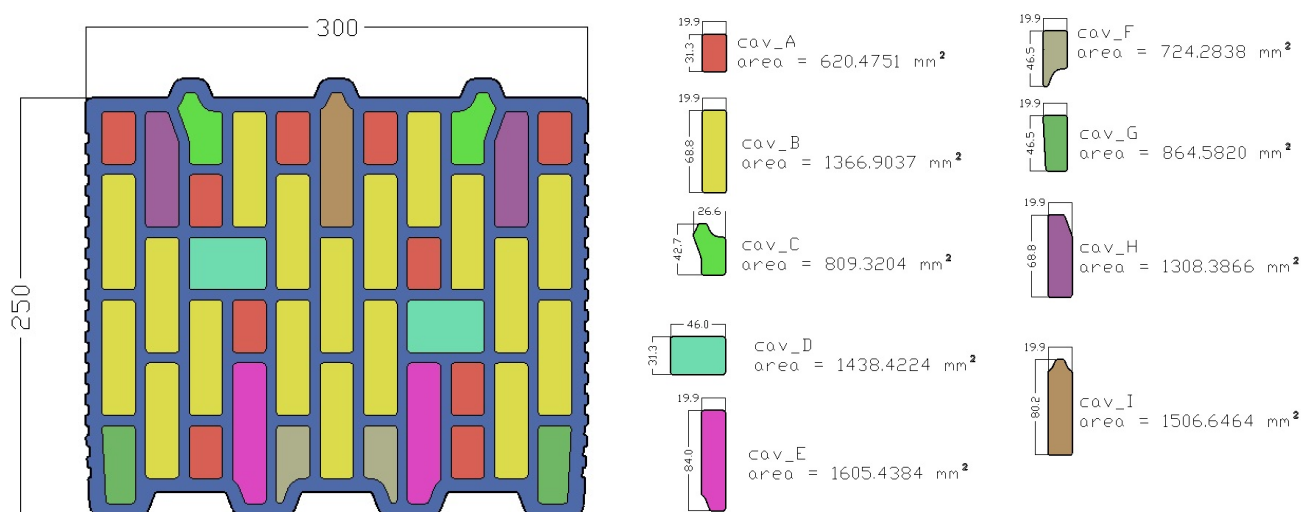 300
250
19.9
31.3
cav_A
area = 620.4751 mm²
19.9
68.8
cav_B
area = 1366.9037 mm²
26.6
42.7
cav_C
area = 809.3204 mm²
46.0
31.3
cav_D
area = 1438.4224 mm²
19.9
84.0
cav_E
area = 1605.4384 mm²
19.9
46.5
cav_F
area = 724.2838 mm²
19.9
46.5
cav_G
area = 864.5820 mm²
19.9
68.8
cav_H
area = 1308.3866 mm²
19.9
80.2
cav_I
area = 1506.6464 mm²